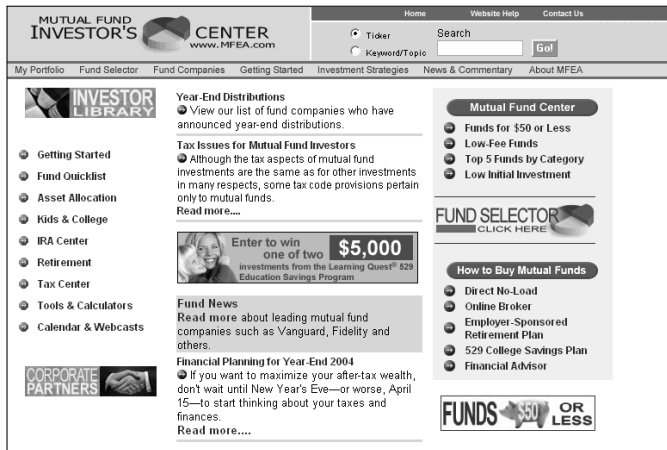 MUTUAL FUND
INVESTOR'S CENTER
www.MFEA.com
Home Website Help Contact Us
Ticker
Keyword/Topic
Search
Go!
My Portfolio Fund Selector Fund Companies Getting Started Investment Strategies News & Commentary About MFEA
INVESTOR
LIBRARY
Getting Started
Fund Quicklist
Asset Allocation
Kids & College
IRA Center
Retirement
Tax Center
Tools & Calculators
Calendar & Webcasts
CORPORATE
PARTNERS
Year-End Distributions
View our list of fund companies who have
announced year-end distributions.
Tax Issues for Mutual Fund Investors
Although the tax aspects of mutual fund
investments are the same as for other investments
in many respects, some tax code provisions pertain
only to mutual funds.
Read more....
Enter to win
one of two $5,000
investments from the Learning Quest® 529
Education Savings Program
Fund News
Read more about leading mutual fund
companies such as Vanguard, Fidelity and
others.
Financial Planning for Year-End 2004
If you want to maximize your after-tax wealth,
don't wait until New Year's Eve—or worse, April
15—to start thinking about your taxes and
finances.
Read more....
Mutual Fund Center
Funds for $50 or Less
Low-Fee Funds
Top 5 Funds by Category
Low Initial Investment
FUND SELECTOR
CLICK HERE
How to Buy Mutual Funds
Direct No-Load
Online Broker
Employer-Sponsored
Retirement Plan
529 College Savings Plan
Financial Advisor
FUNDS $50 OR
LESS